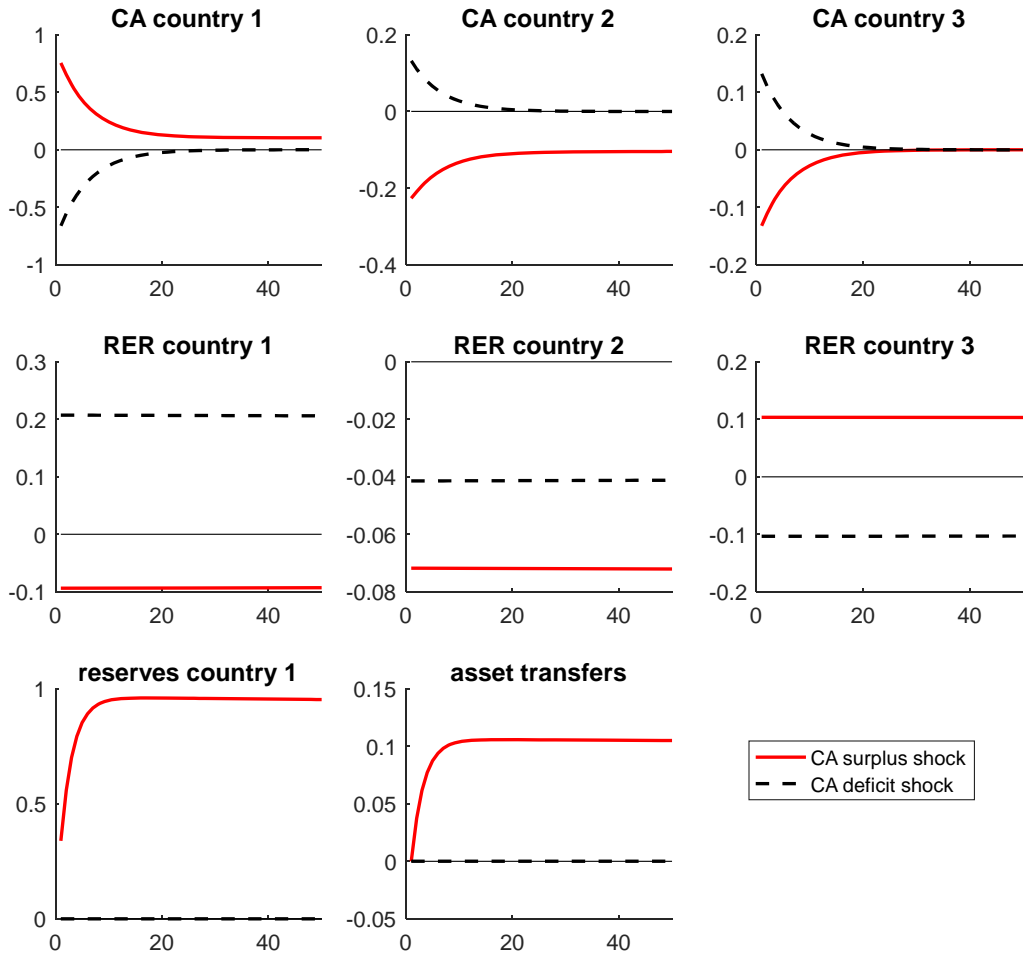 CA country 1
CA country 2
CA country 3
1
0.5
0
-0.5
-1
0 20 40
0.2
0
-0.2
-0.4
0 20 40
0.2
0.1
0
-0.1
-0.2
0 20 40
RER country 1
RER country 2
RER country 3
0.3
0.2
0.1
0
-0.1
0 20 40
0
-0.02
-0.04
-0.06
-0.08
0 20 40
0.2
0.1
0
-0.1
-0.2
0 20 40
reserves country 1
asset transfers
1
0.5
0
0 20 40
0.15
0.1
0.05
0
-0.05
0 20 40
CA surplus shock
CA deficit shock